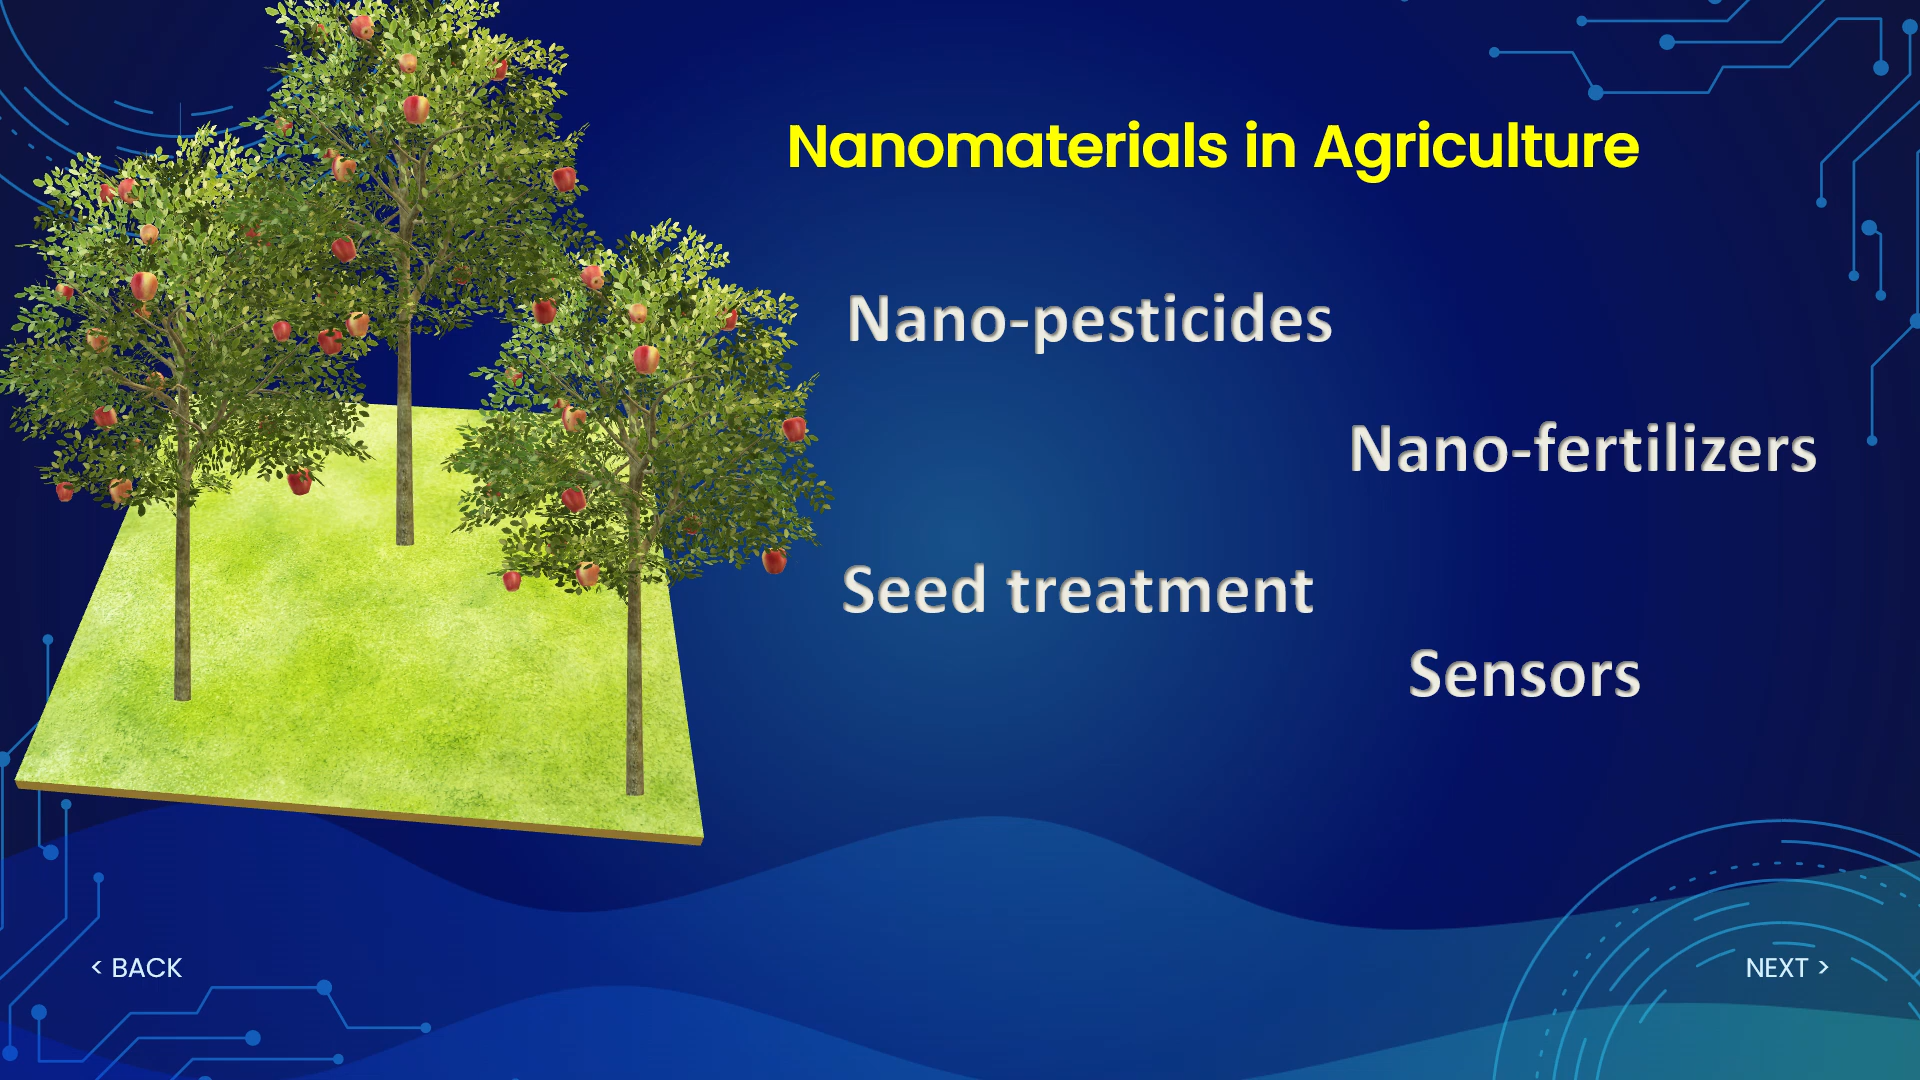 Nanomaterials in Agriculture
Nano-pesticides
Nano-fertilizers
Seed treatment
Sensors
< BACK
NEXT >